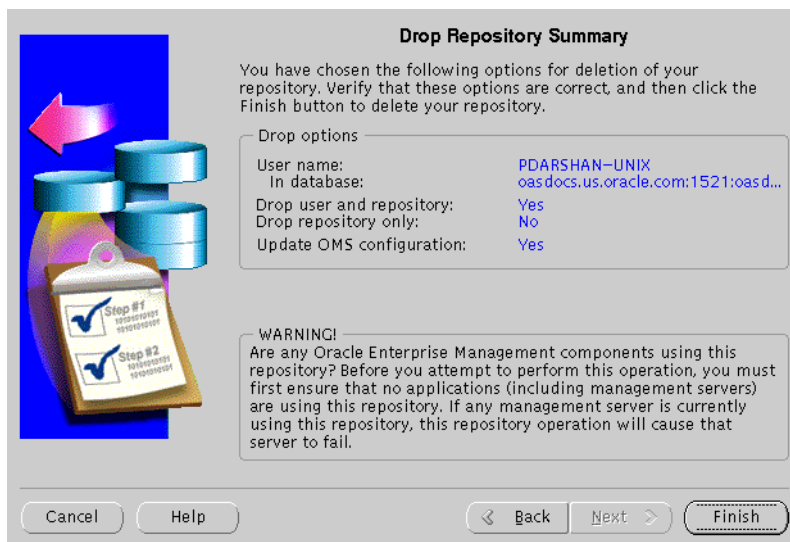 Drop Repository Summary
You have chosen the following options for deletion of your
repository. Verify that these options are correct, and then click the
Finish button to delete your repository.
Drop options
User name: PDARSHAN-UNIX
In database: oasdocs.us.oracle.com:1521:oasd...
Drop user and repository: Yes
Drop repository only: No
Update OMS configuration: Yes
Step #1
10101010101
10101010101
Step #2
10101010101
10101010101
WARNING!
Are any Oracle Enterprise Management components using this
repository? Before you attempt to perform this operation, you must
first ensure that no applications (including management servers)
are using this repository. If any management server is currently
using this repository, this repository operation will cause that
server to fail.
Cancel Help Back Next Finish